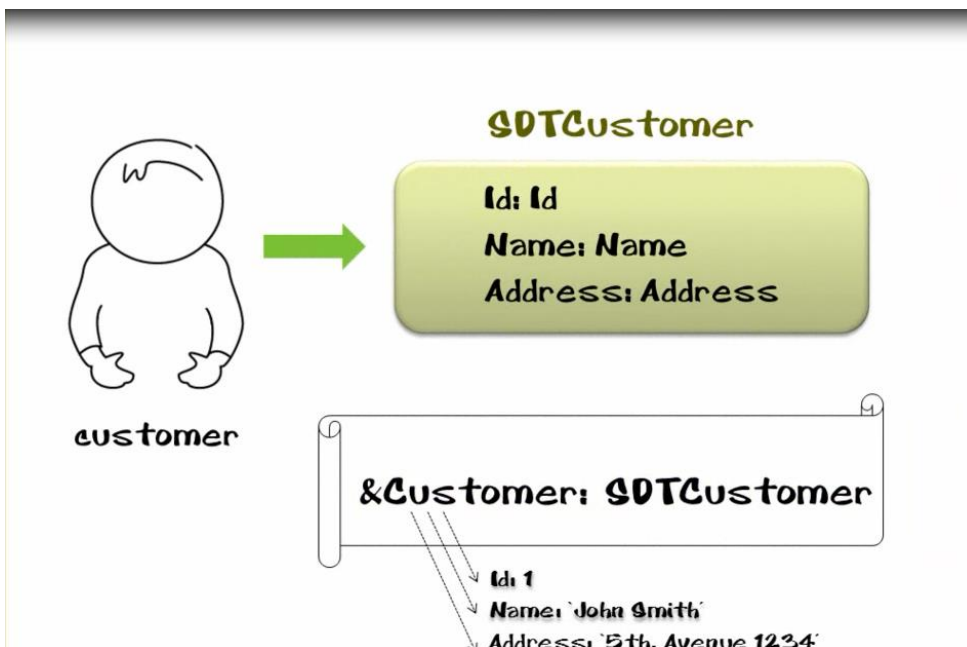 SDTCustomer
Id: Id
Name: Name
Address: Address
customer
&Customer: SDTCustomer
Id: 1
Name: 'John Smith'
Address: '5th. Avenue 1234'